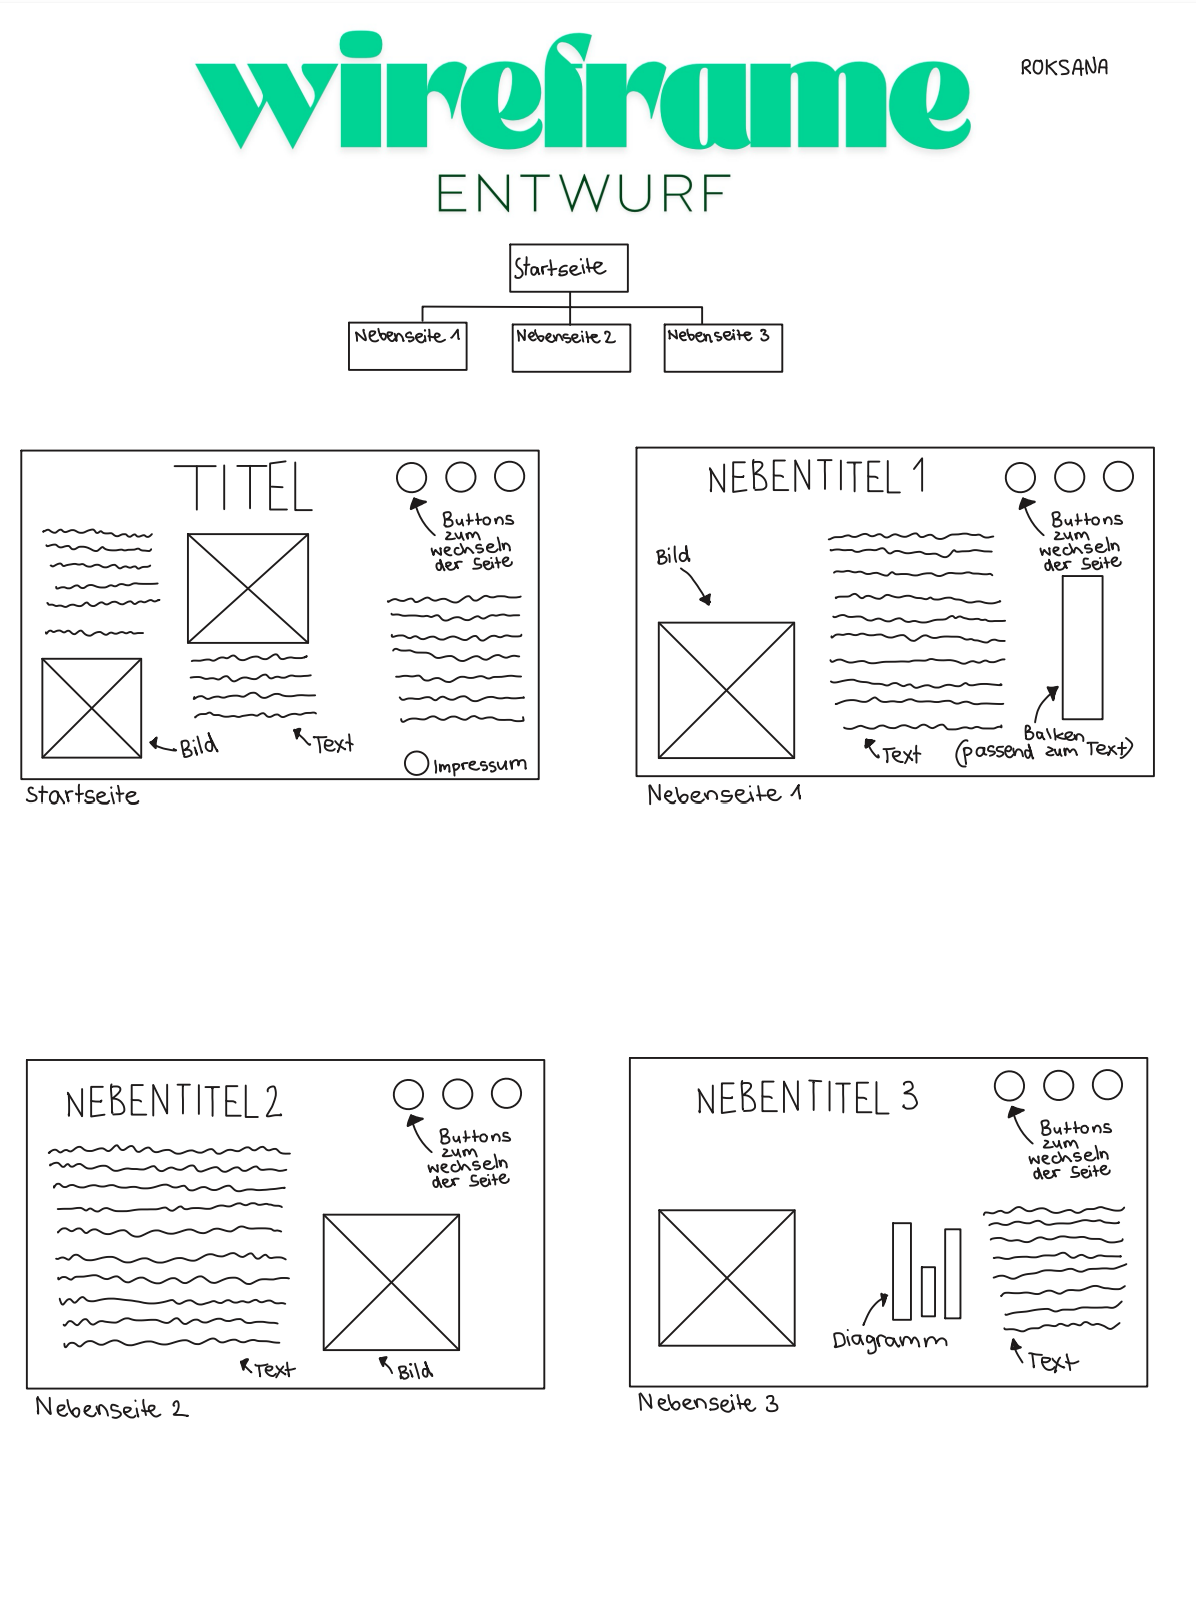 wireframe
ROKSANA
ENTWURF
Startseite
Nebenseite 1
Nebenseite 2
Nebenseite 3
TITEL
Buttons
zum
wechseln
der Seite
Bild
Text
Impressum
Startseite
NEBENTITEL 1
Buttons
zum
wechseln
der Seite
Bild
Balken
(passend zum Text)
Text
Nebenseite 1
NEBENTITEL 2
Buttons
zum
wechseln
der Seite
Text
Bild
Nebenseite 2
NEBENTITEL 3
Buttons
zum
wechseln
der Seite
Diagramm
Text
Nebenseite 3